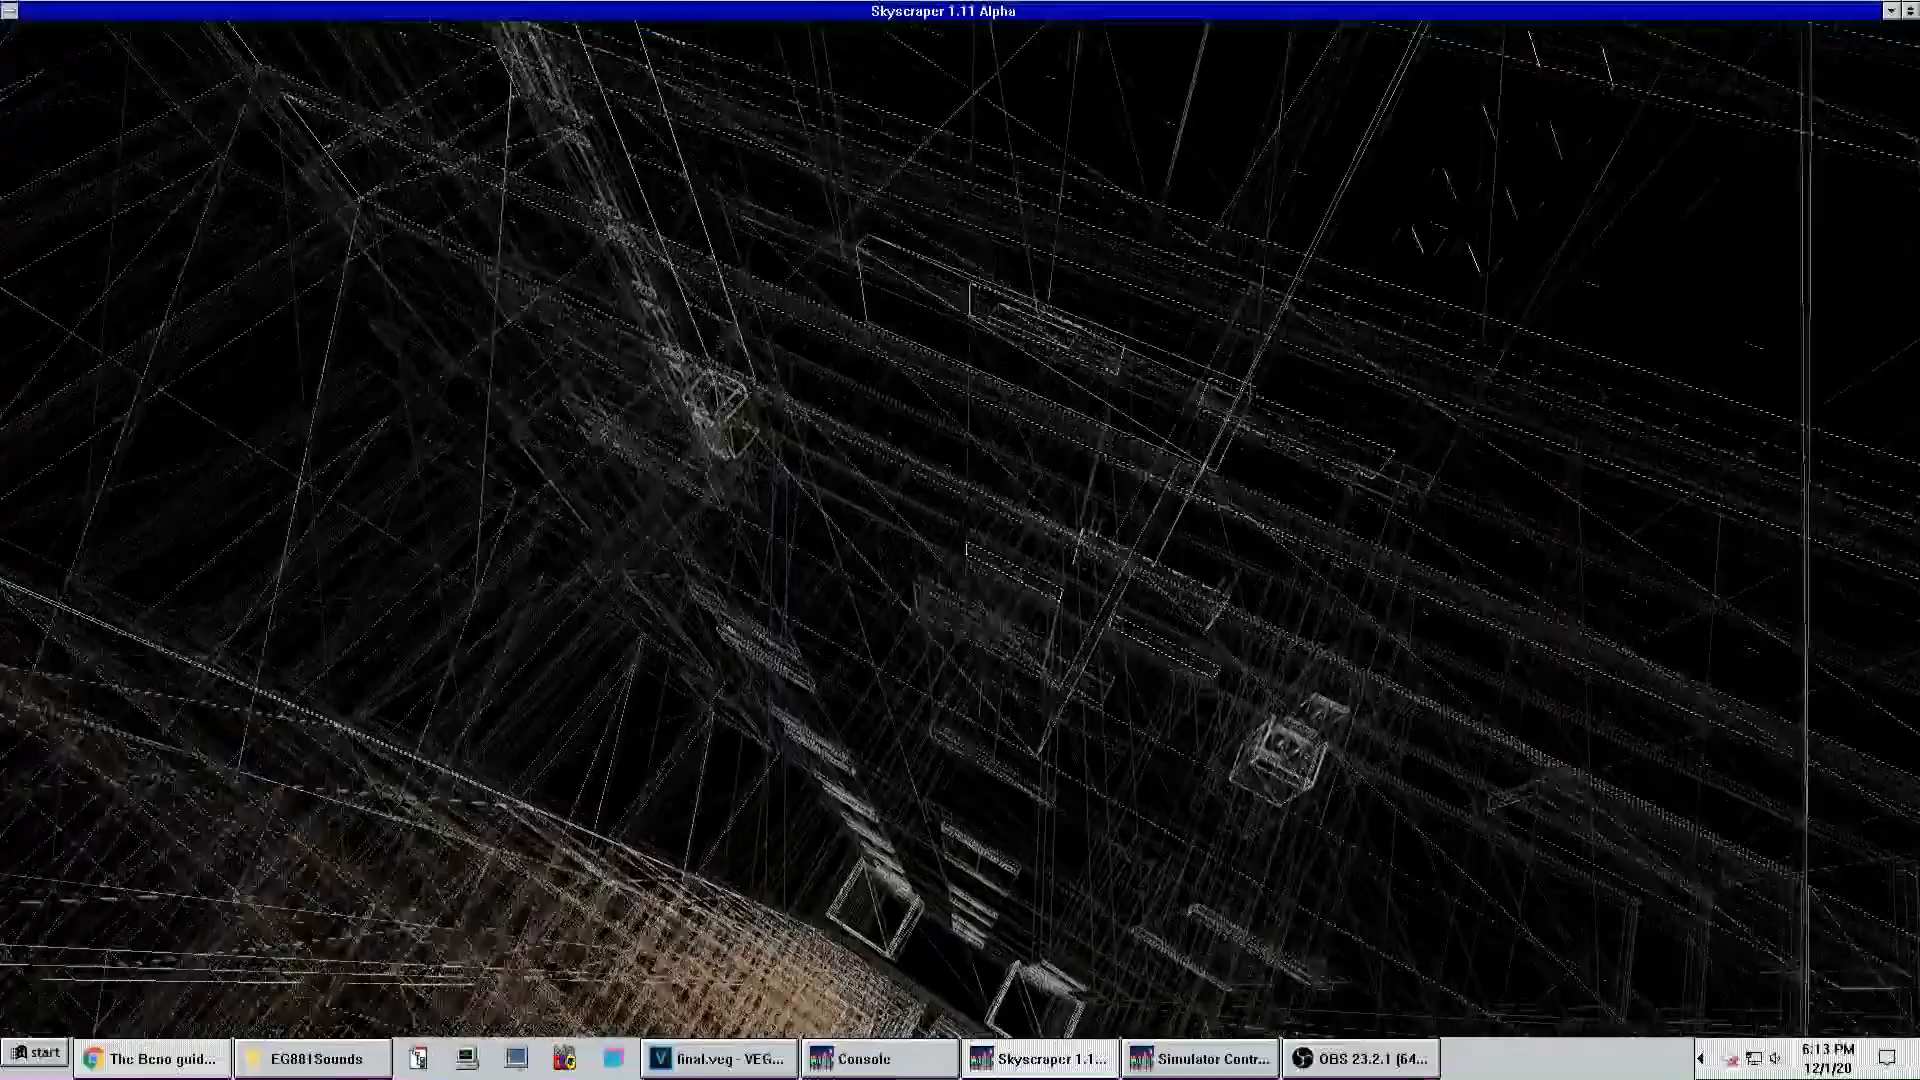 Skyscraper 1.11 Alpha
start
The Beno guid...
EG881Sounds
final.veg - VEG...
Console
Skyscraper 1.1...
Simulator Contr...
OBS 23.2.1 (64...
6:13 PM
12/1/20